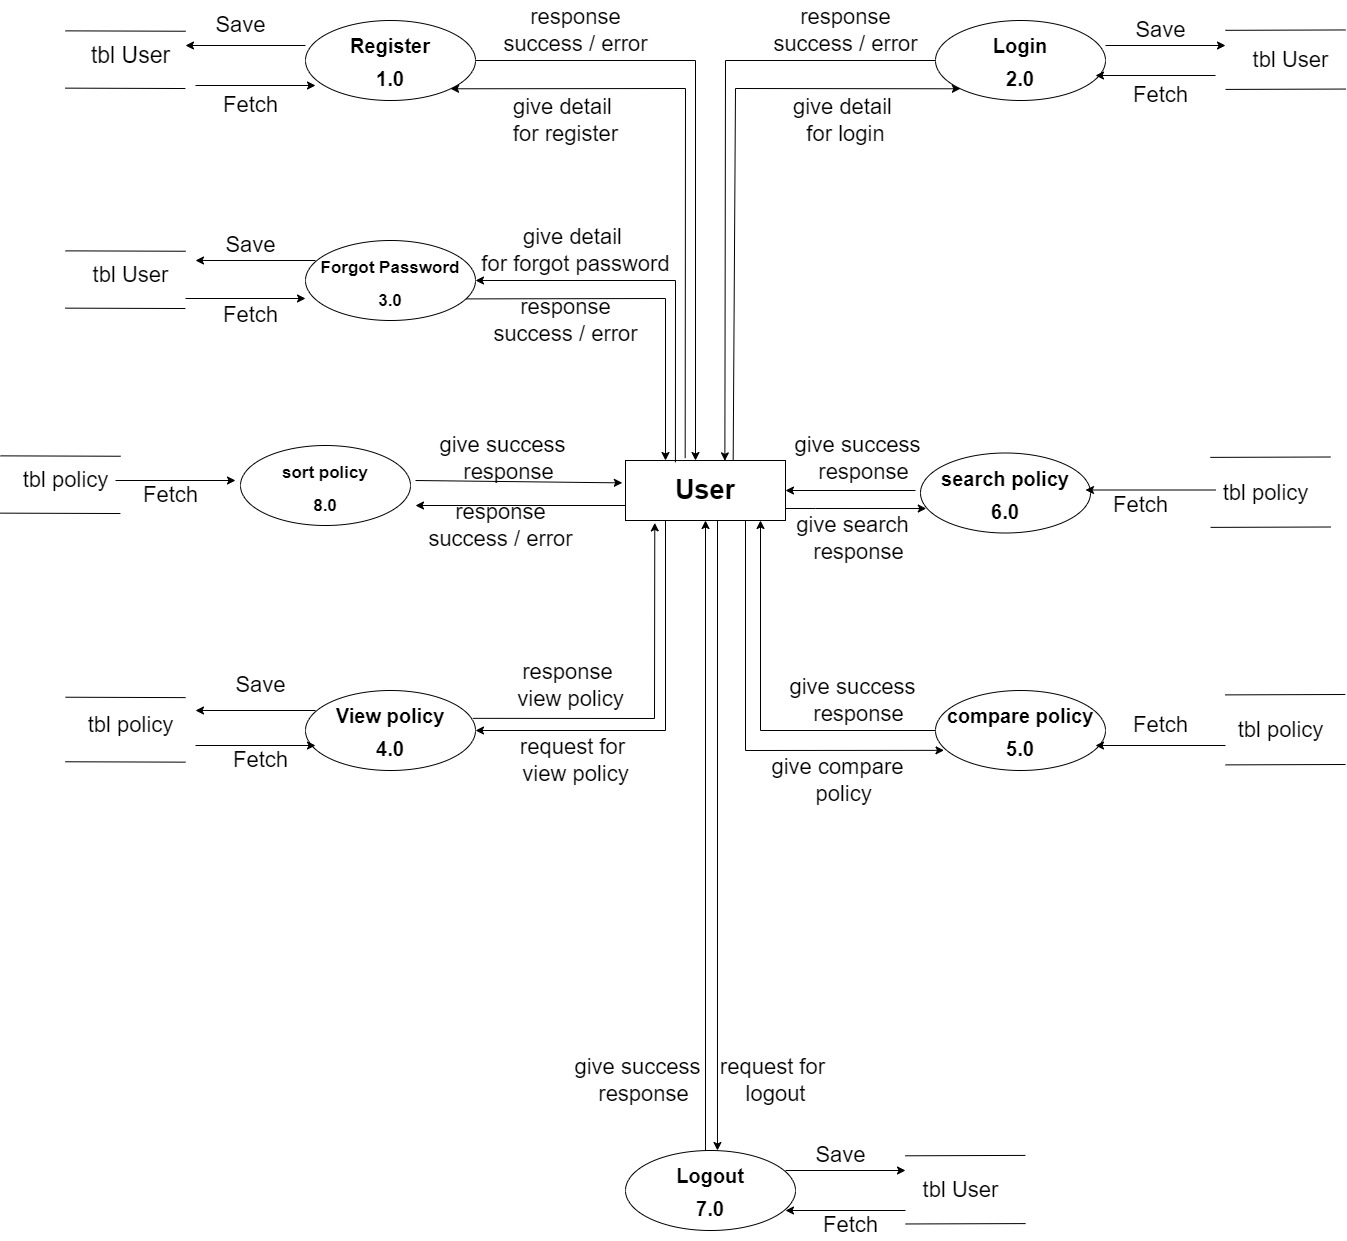 Save
tbl User
Fetch
Register
1.0
response
success / error
give detail
for register
response
success / error
give detail
for login
Login
2.0
Save
tbl User
Fetch
Save
tbl User
Fetch
Forgot Password
3.0
give detail
for forgot password
response
success / error
tbl policy
Fetch
sort policy
8.0
give success
response
response
success / error
User
give success
response
give search
response
search policy
6.0
Fetch
tbl policy
Save
tbl policy
Fetch
View policy
4.0
response
view policy
request for
view policy
give success
response
give compare
policy
compare policy
5.0
Fetch
tbl policy
give success
response
request for
logout
Logout
7.0
Save
tbl User
Fetch